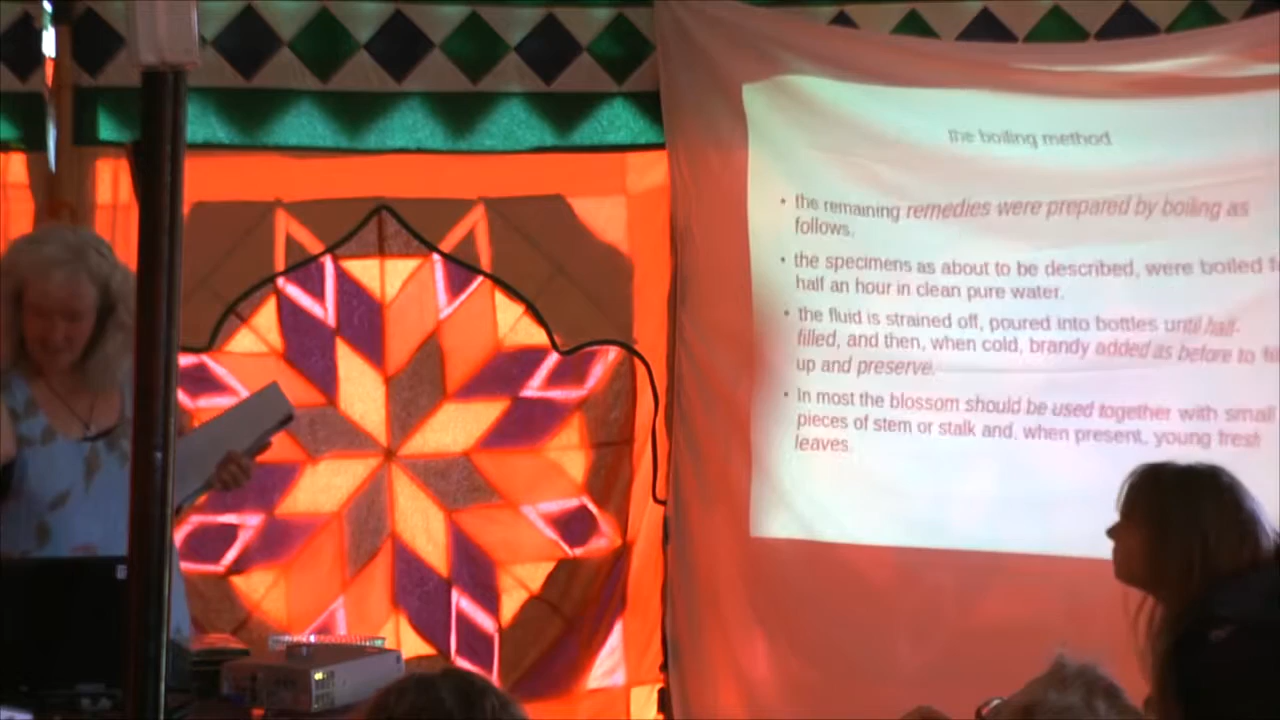 the boiling method
• the remaining remedies were prepared by boiling as
follows.
• the specimens as about to be described, were boiled
half an hour in clean pure water.
• the fluid is strained off, poured into bottles until half-
filled, and then, when cold, brandy added as before to
up and preserve.
• In most the blossom should be used together with small
pieces of stem or stalk and, when present, young fresh
leaves.